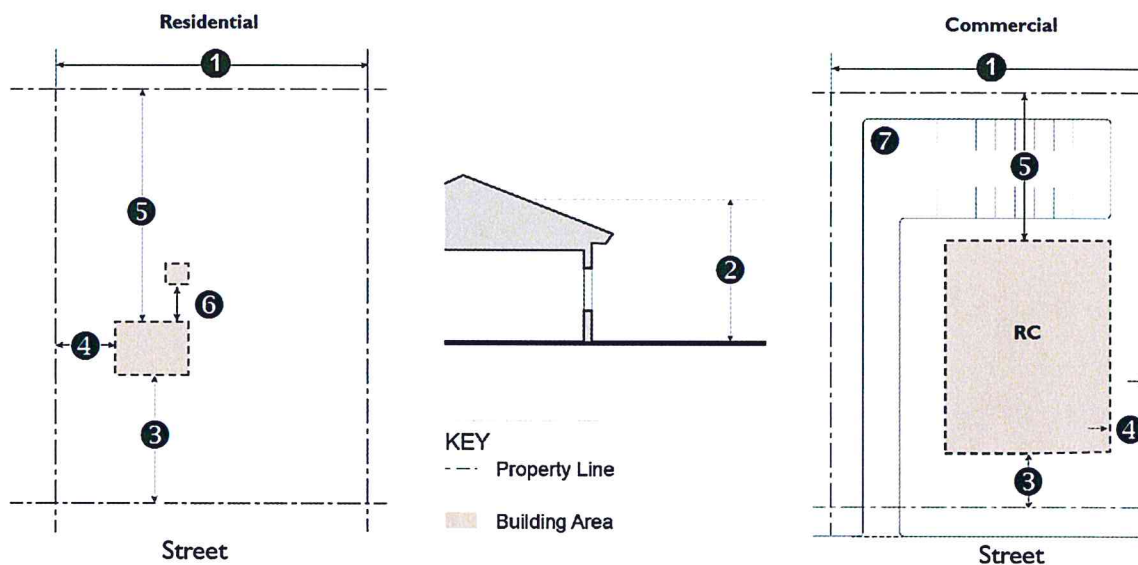 Residential
1
5
6
4
3
Street
2
KEY
Property Line
Building Area
Commercial
1
7
5
RC
4
3
Street